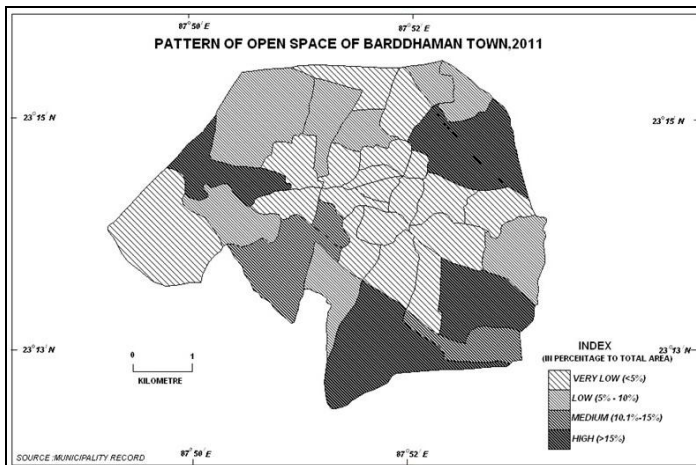 87° 50' E
87° 52' E
PATTERN OF OPEN SPACE OF BARDDHAMAN TOWN,2011
23° 15' N
23° 15' N
23° 13' N
23° 13' N
0 1
KILOMETRE
INDEX
(IN PERCENTAGE TO TOTAL AREA)
VERY LOW (<5%)
LOW (5% - 10%)
MEDIUM (10.1%-15%)
HIGH (>15%)
SOURCE :MUNICIPALITY RECORD
87° 50' E
87° 52' E